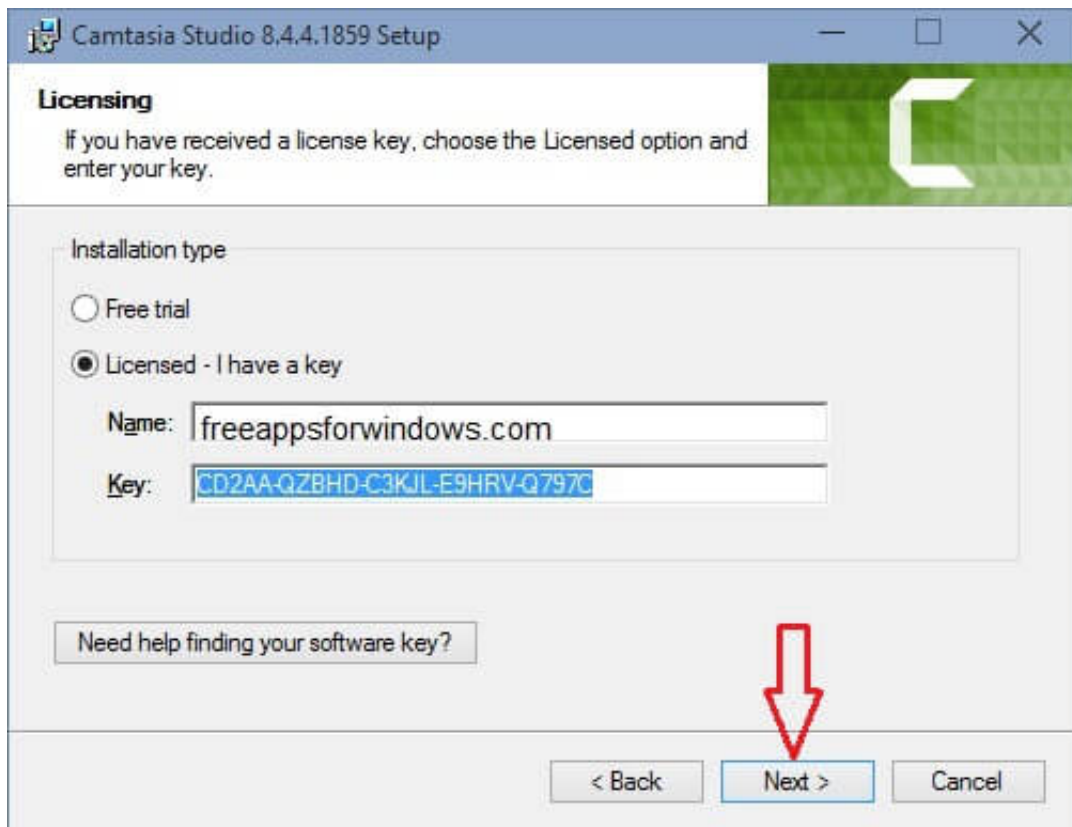 Camtasia Studio 8.4.4.1859 Setup
Licensing
If you have received a license key, choose the Licensed option and
enter your key.
Installation type
Free trial
Licensed - I have a key
Name: freeappsforwindows.com
Key: CD2AA-QZBHD-C3KJL-E9HRV-Q797C
Need help finding your software key?
< Back Next > Cancel